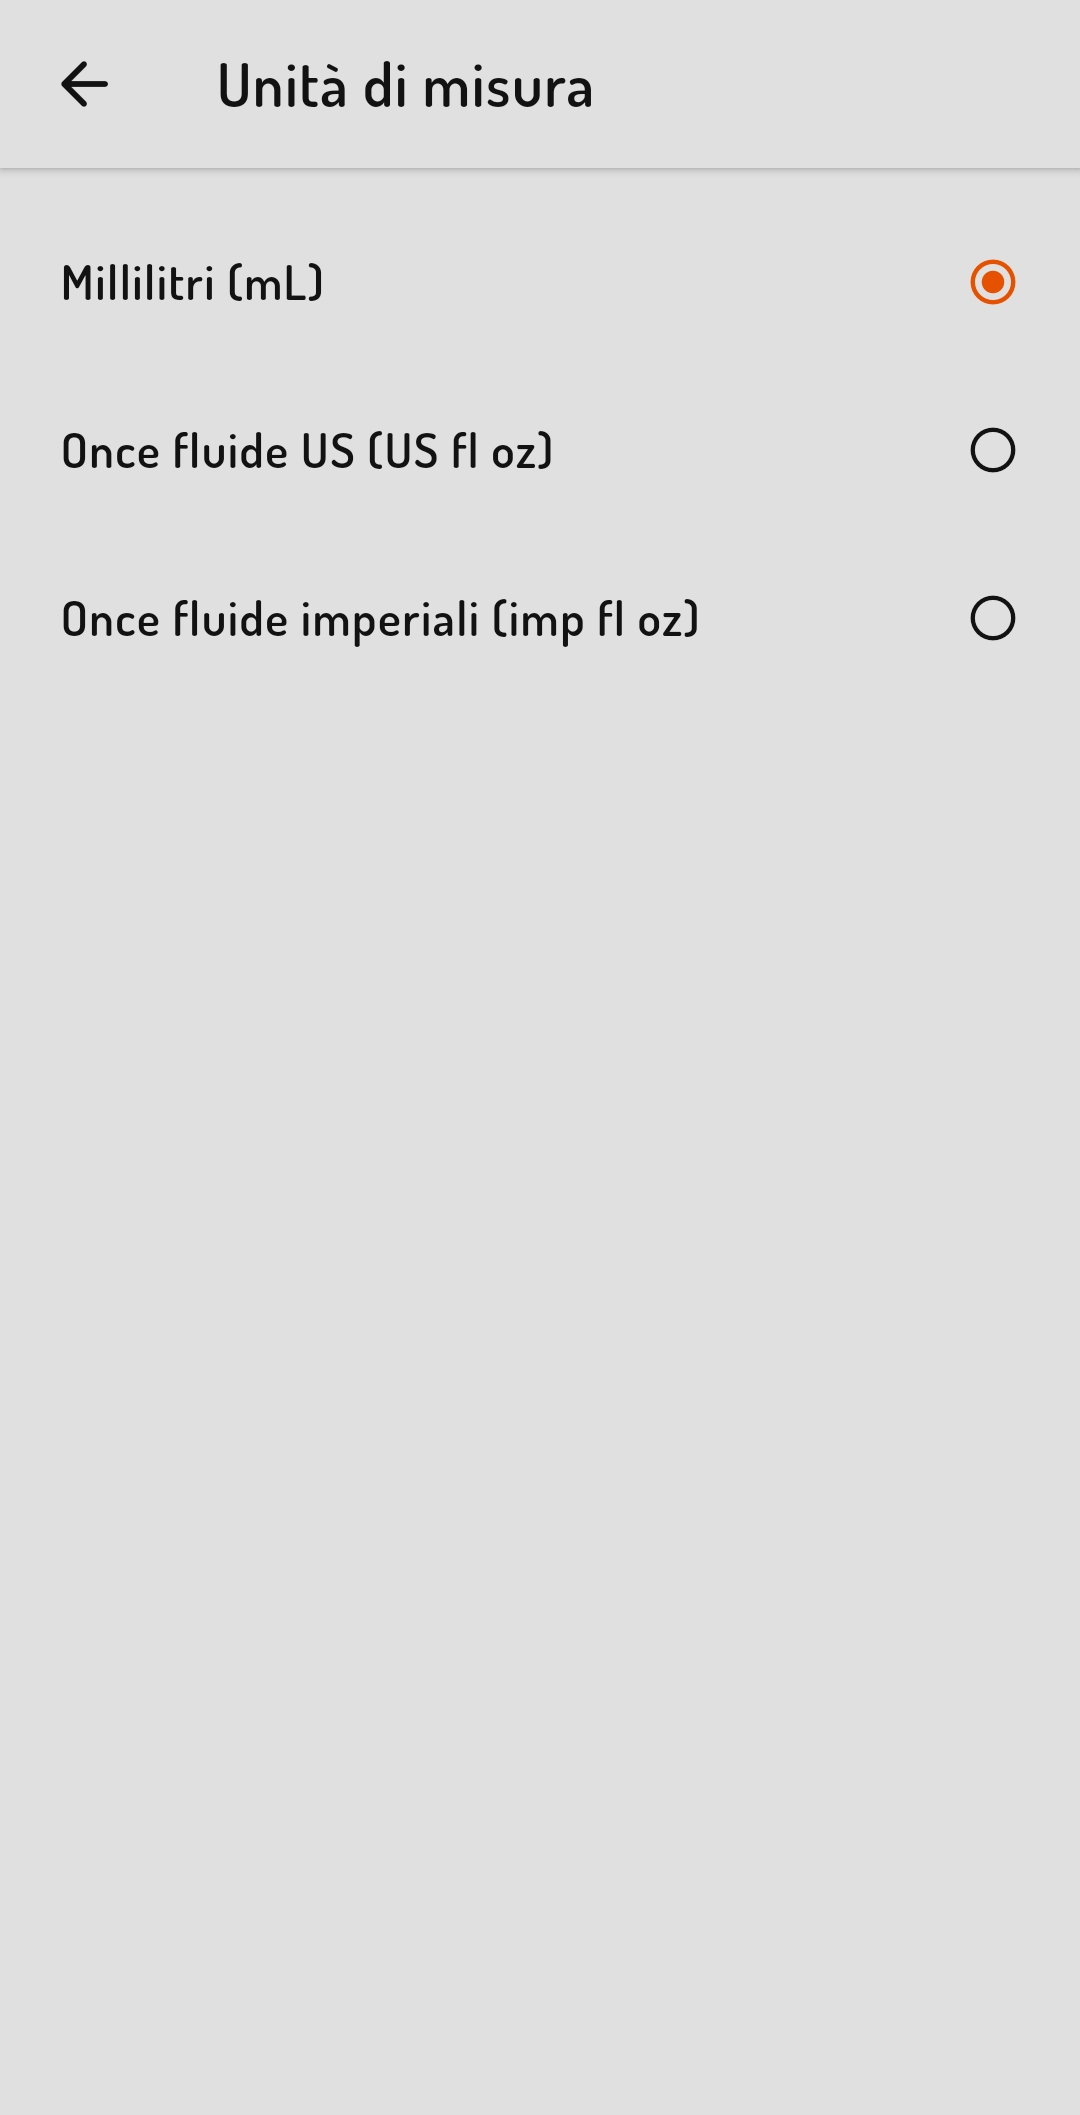 Unità di misura
Millilitri (mL)
Once fluide US (US fl oz)
Once fluide imperiali (imp fl oz)